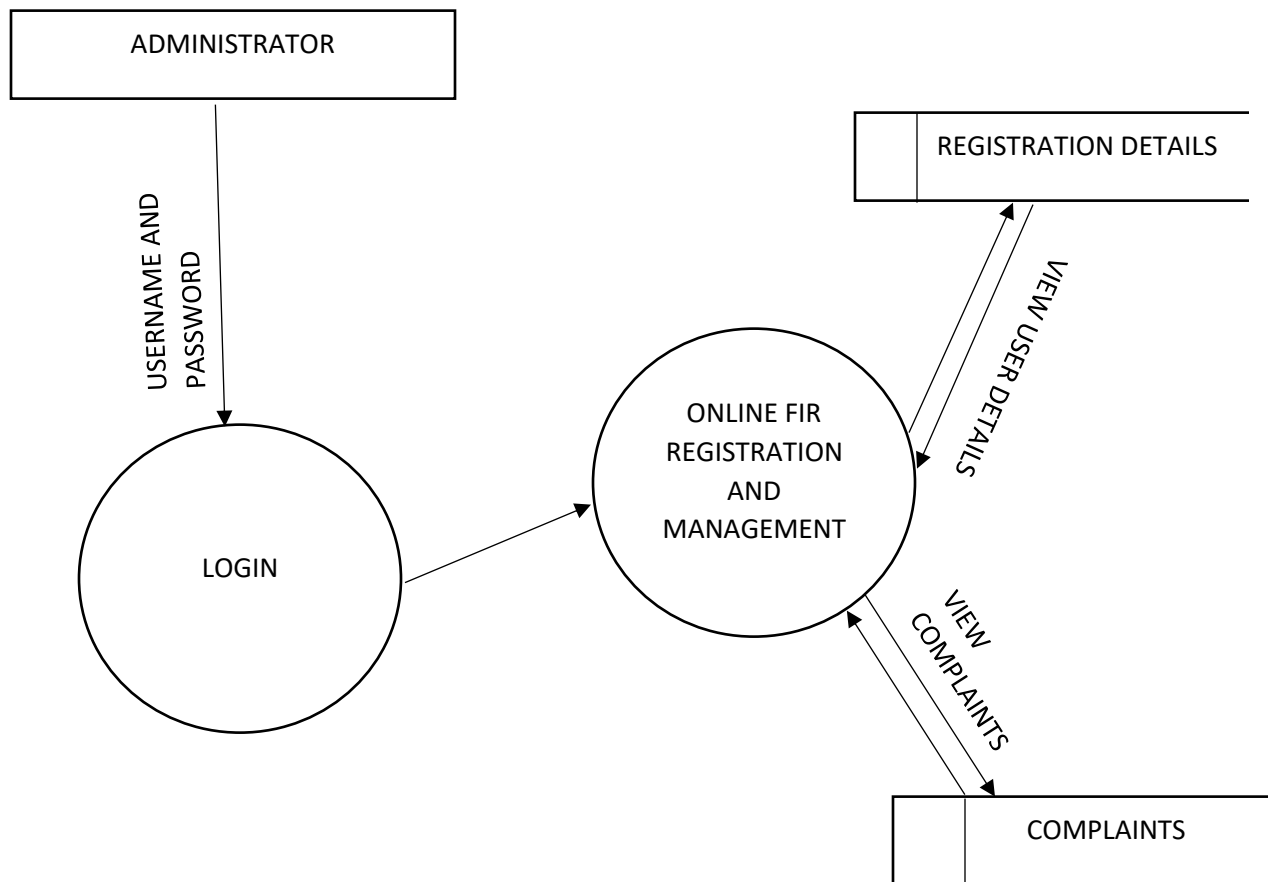 ADMINISTRATOR
REGISTRATION DETAILS
USERNAME AND
PASSWORD
VIEW USER DETAILS
ONLINE FIR
REGISTRATION
AND
MANAGEMENT
LOGIN
VIEW
COMPLAINTS
COMPLAINTS